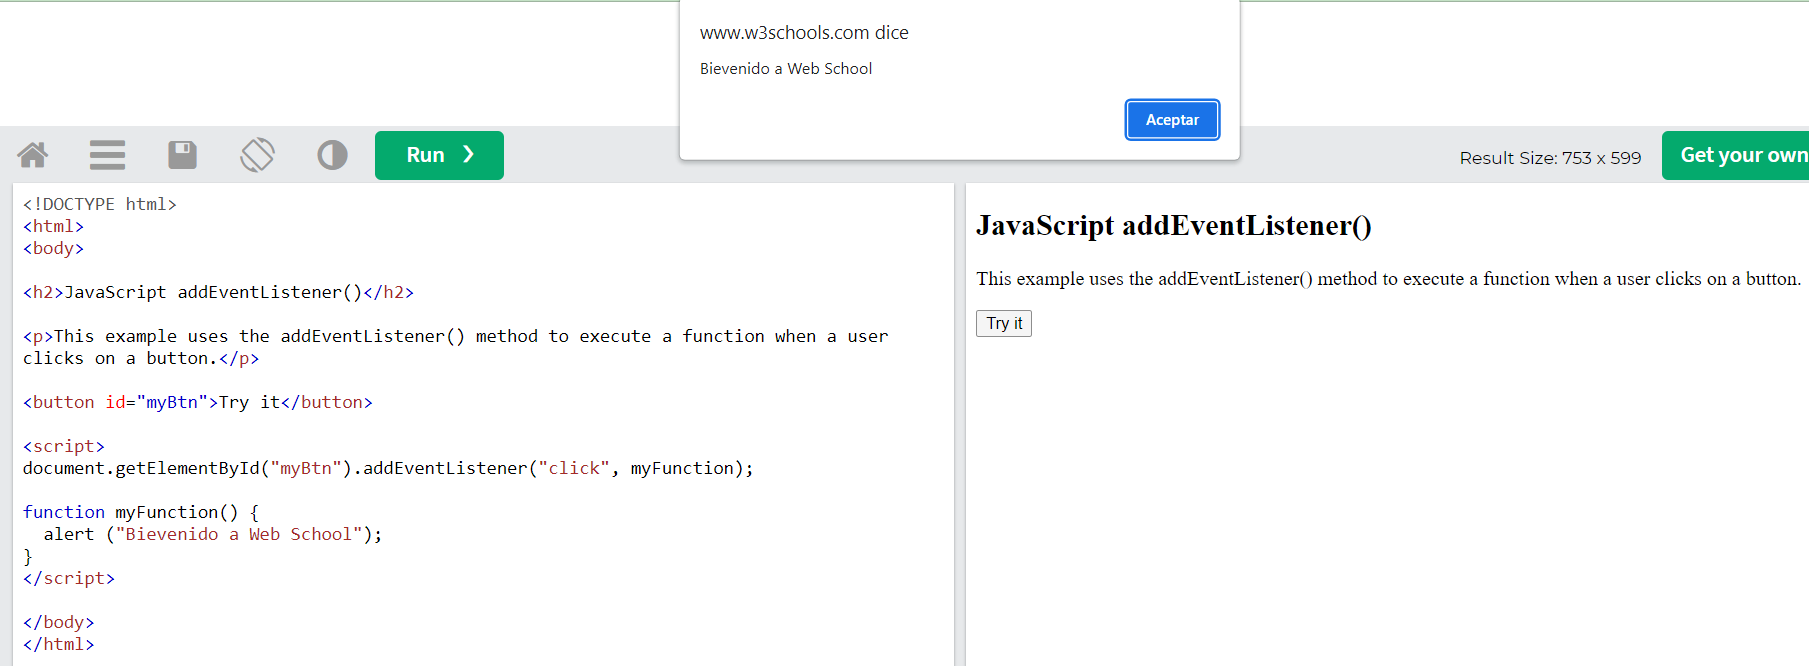 www.w3schools.com dice
Bievenido a Web School
Aceptar
Run ❯
Result Size: 753 x 599
Get your own
<!DOCTYPE html>
<html>
<body>
<h2>JavaScript addEventListener()</h2>
<p>This example uses the addEventListener() method to execute a function when a user
clicks on a button.</p>
<button id="myBtn">Try it</button>
<script>
document.getElementById("myBtn").addEventListener("click", myFunction);
function myFunction() {
  alert ("Bievenido a Web School");
}
</script>
</body>
</html>
JavaScript addEventListener()
This example uses the addEventListener() method to execute a function when a user clicks on a button.
Try it